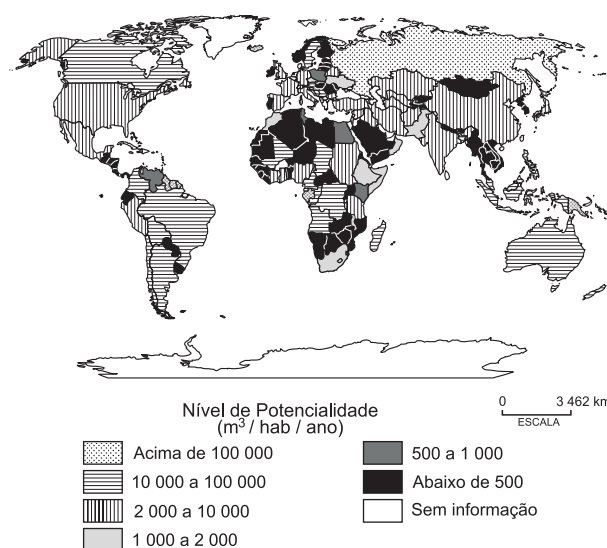 0 3 462 km
ESCALA
Nível de Potencialidade
(m³ / hab / ano)
Acima de 100 000
10 000 a 100 000
2 000 a 10 000
1 000 a 2 000
500 a 1 000
Abaixo de 500
Sem informação